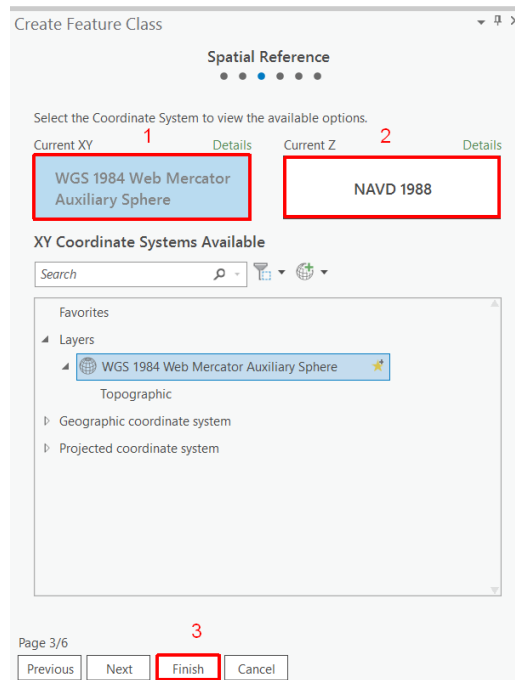 Create Feature Class
Spatial Reference
Select the Coordinate System to view the available options.
Current XY 1 Details Current Z 2 Details
WGS 1984 Web Mercator
Auxiliary Sphere
NAVD 1988
XY Coordinate Systems Available
Search
Favorites
Layers
WGS 1984 Web Mercator Auxiliary Sphere
Topographic
Geographic coordinate system
Projected coordinate system
3
Page 3/6
Previous Next Finish Cancel